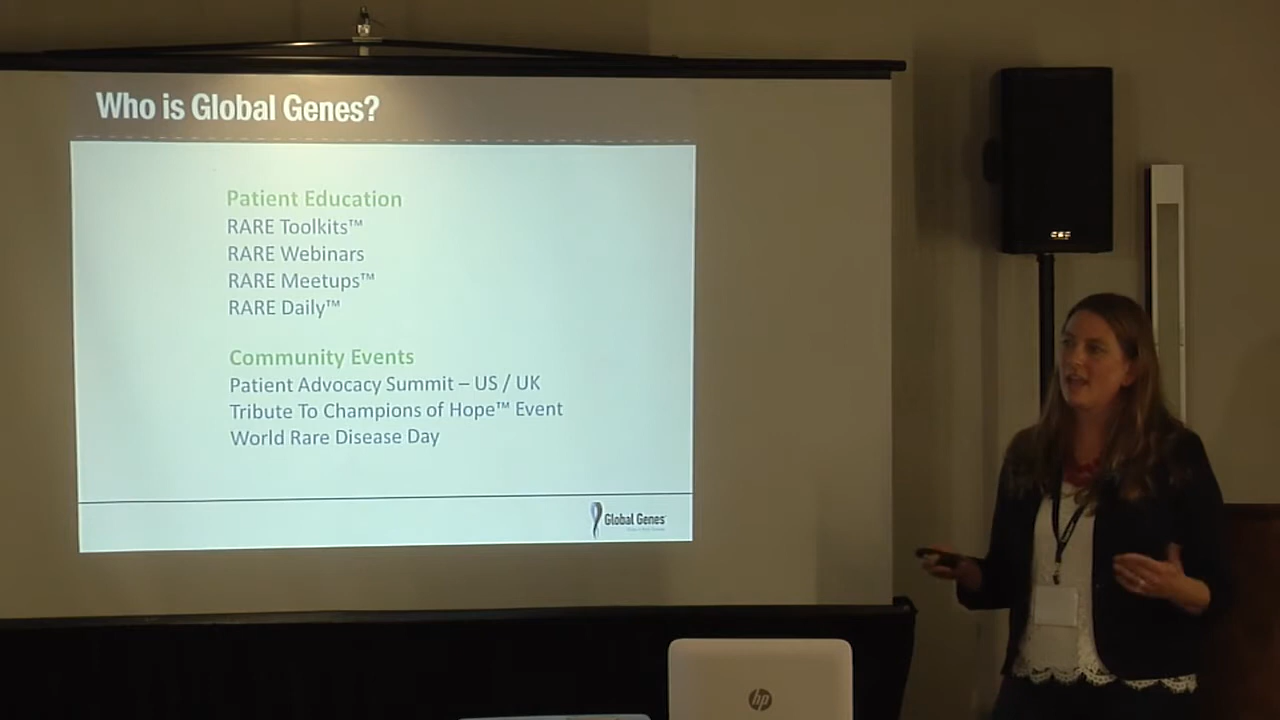 Who is Global Genes?
Patient Education
RARE Toolkits™
RARE Webinars
RARE Meetups™
RARE Daily™
Community Events
Patient Advocacy Summit – US / UK
Tribute To Champions of Hope™ Event
World Rare Disease Day
Global Genes
hp